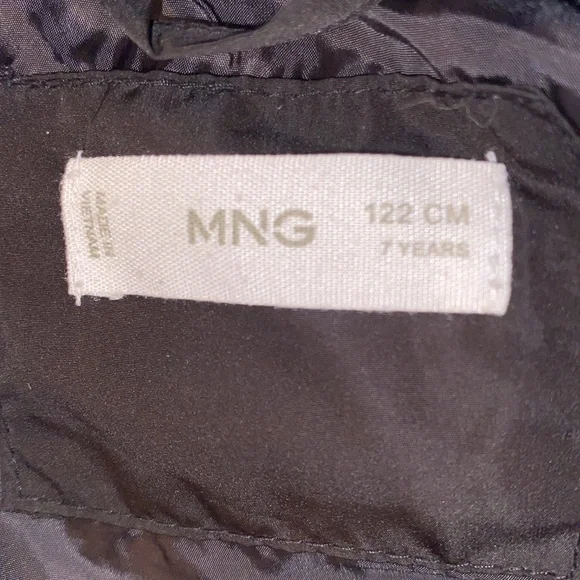 MADE IN
VIETNAM
MNG
122 CM
7 YEARS